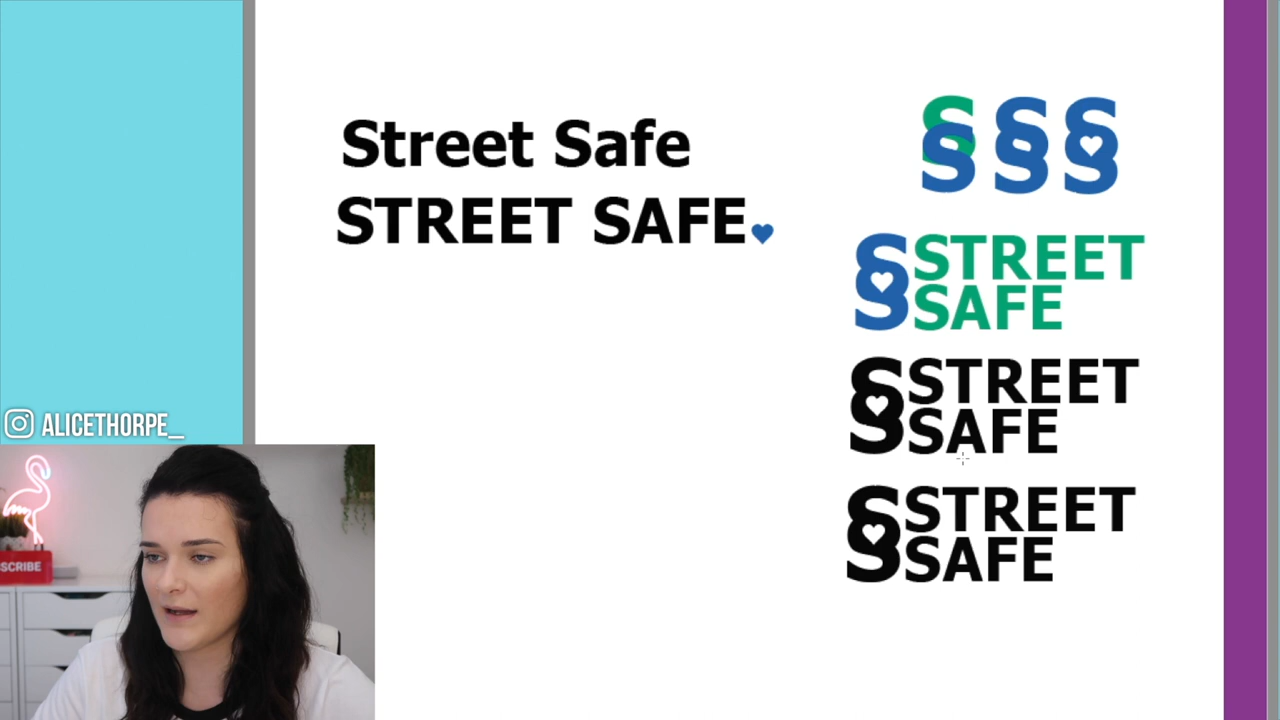 Street Safe
STREET SAFE
§ § §
§ STREET
SAFE
§ STREET
SAFE
§ STREET
SAFE
ALICETHORPE_
SCRIBE